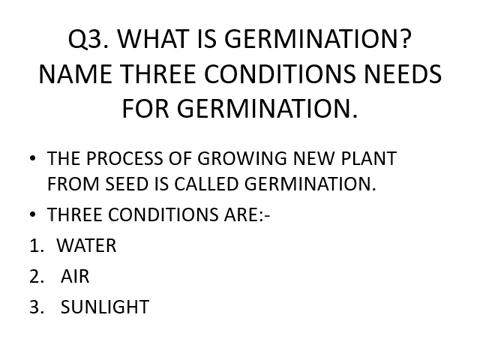 Q3. WHAT IS GERMINATION?
NAME THREE CONDITIONS NEEDS
FOR GERMINATION.
• THE PROCESS OF GROWING NEW PLANT
FROM SEED IS CALLED GERMINATION.
• THREE CONDITIONS ARE:-
1. WATER
2. AIR
3. SUNLIGHT